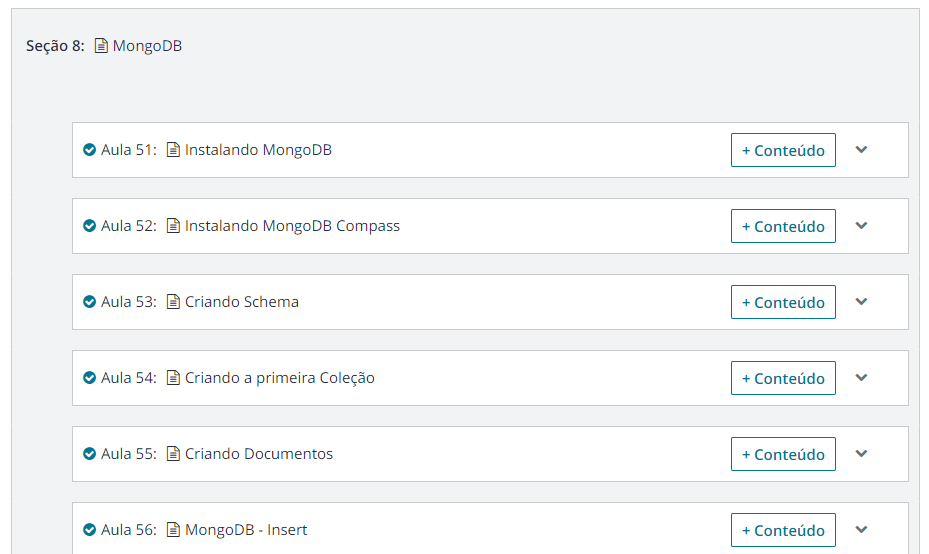 Seção 8: MongoDB
Aula 51: Instalando MongoDB + Conteúdo
Aula 52: Instalando MongoDB Compass + Conteúdo
Aula 53: Criando Schema + Conteúdo
Aula 54: Criando a primeira Coleção + Conteúdo
Aula 55: Criando Documentos + Conteúdo
Aula 56: MongoDB - Insert + Conteúdo